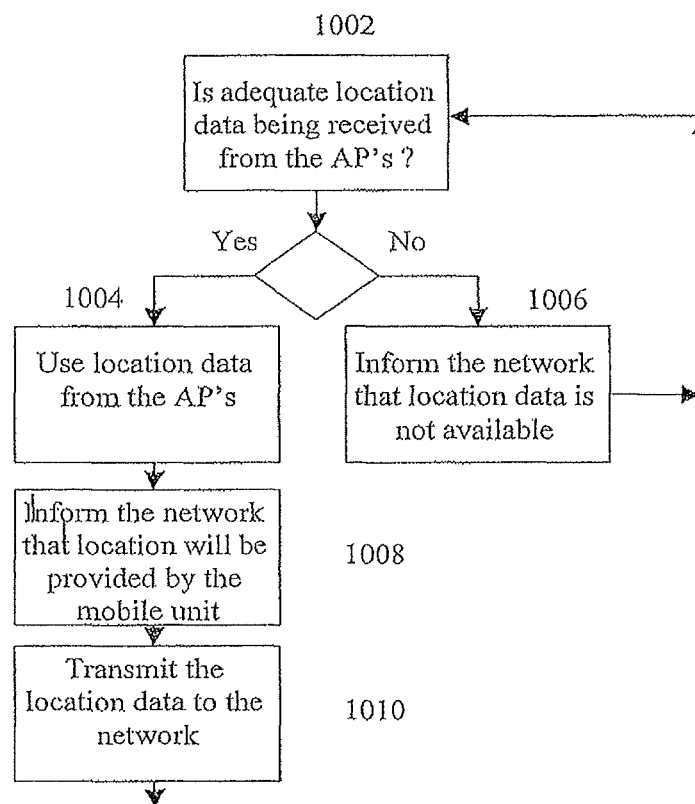 1002
Is adequate location
data being received
from the AP's ?
Yes
No
1004
1006
Use location data
from the AP's
Inform the network
that location data is
not available
Inform the network
that location will be
provided by the
mobile unit
1008
Transmit the
location data to the
network
1010